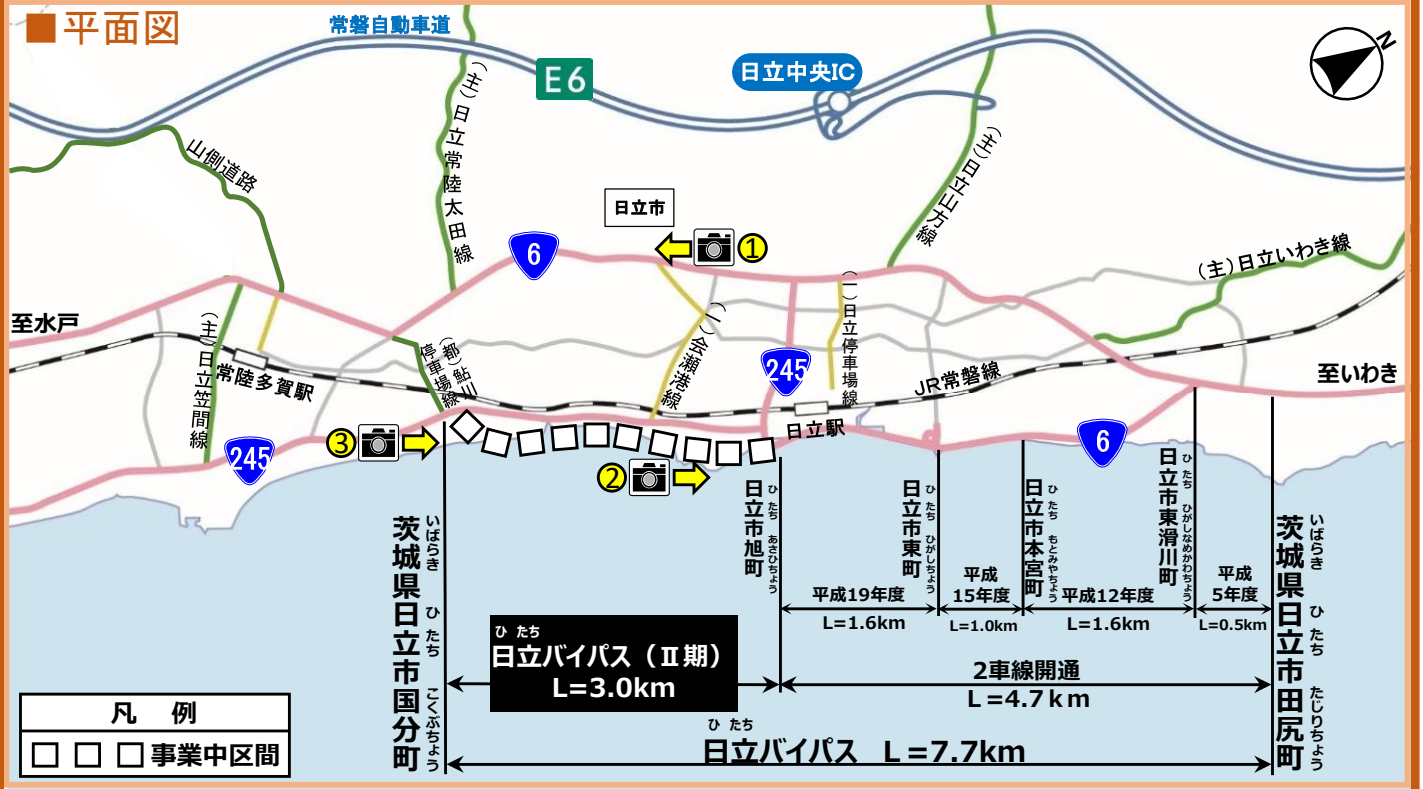 ■平面図
常磐自動車道
E6
日立中央IC
N
(主)日立常陸太田線
山側道路
(主)日立山方線
日立市
①
6
(主)日立いわき線
至水戸
(主)日立笠間線
常陸多賀駅
(都)鮎川停車場線
(一)会瀬港線
245
(一)日立停車場線
JR常磐線
至いわき
日立駅
245
③
②
6
茨城県日立市国分町
いばらき ひたち こくぶちょう
日立市旭町
ひたち あさひちょう
日立市東町
ひたち ひがしちょう
日立市本宮町
ひたち もとみやちょう
日立市東滑川町
ひたち ひがしなめかわちょう
茨城県日立市田尻町
いばらき ひたち たじりちょう
平成19年度
L=1.6km
平成
15年度
L=1.0km
平成12年度
L=1.6km
平成
5年度
L=0.5km
ひ たち
日立バイパス（Ⅱ期）
L=3.0km
2車線開通
L=4.7km
ひ たち
日立バイパス L=7.7km
凡 例
□ □ □ 事業中区間